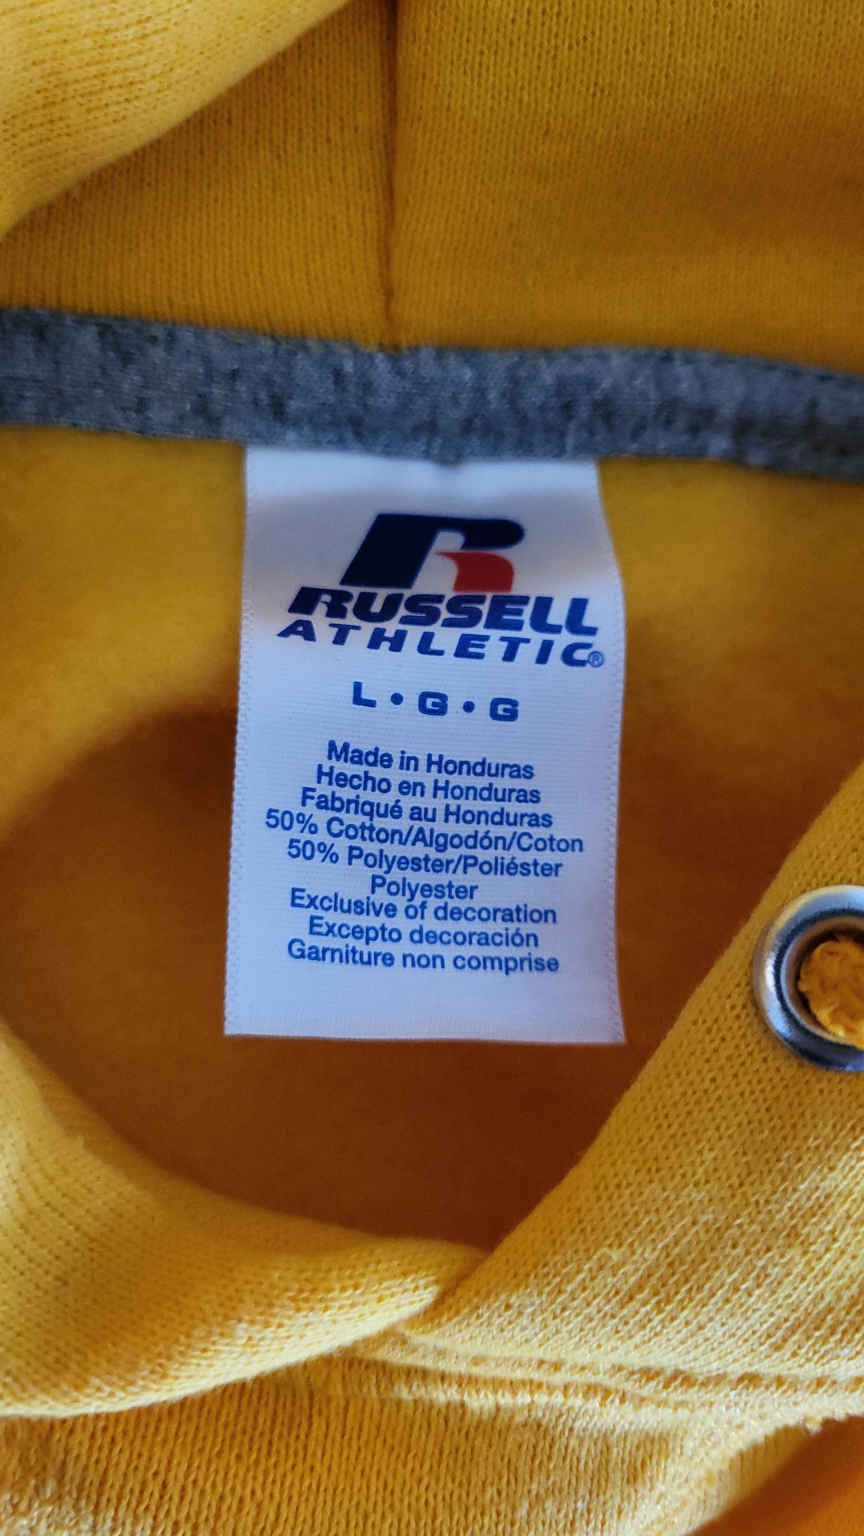 R
RUSSELL
ATHLETIC®
L • G • G
Made in Honduras
Hecho en Honduras
Fabriqué au Honduras
50% Cotton/Algodón/Coton
50% Polyester/Poliéster
Polyester
Exclusive of decoration
Excepto decoración
Garniture non comprise